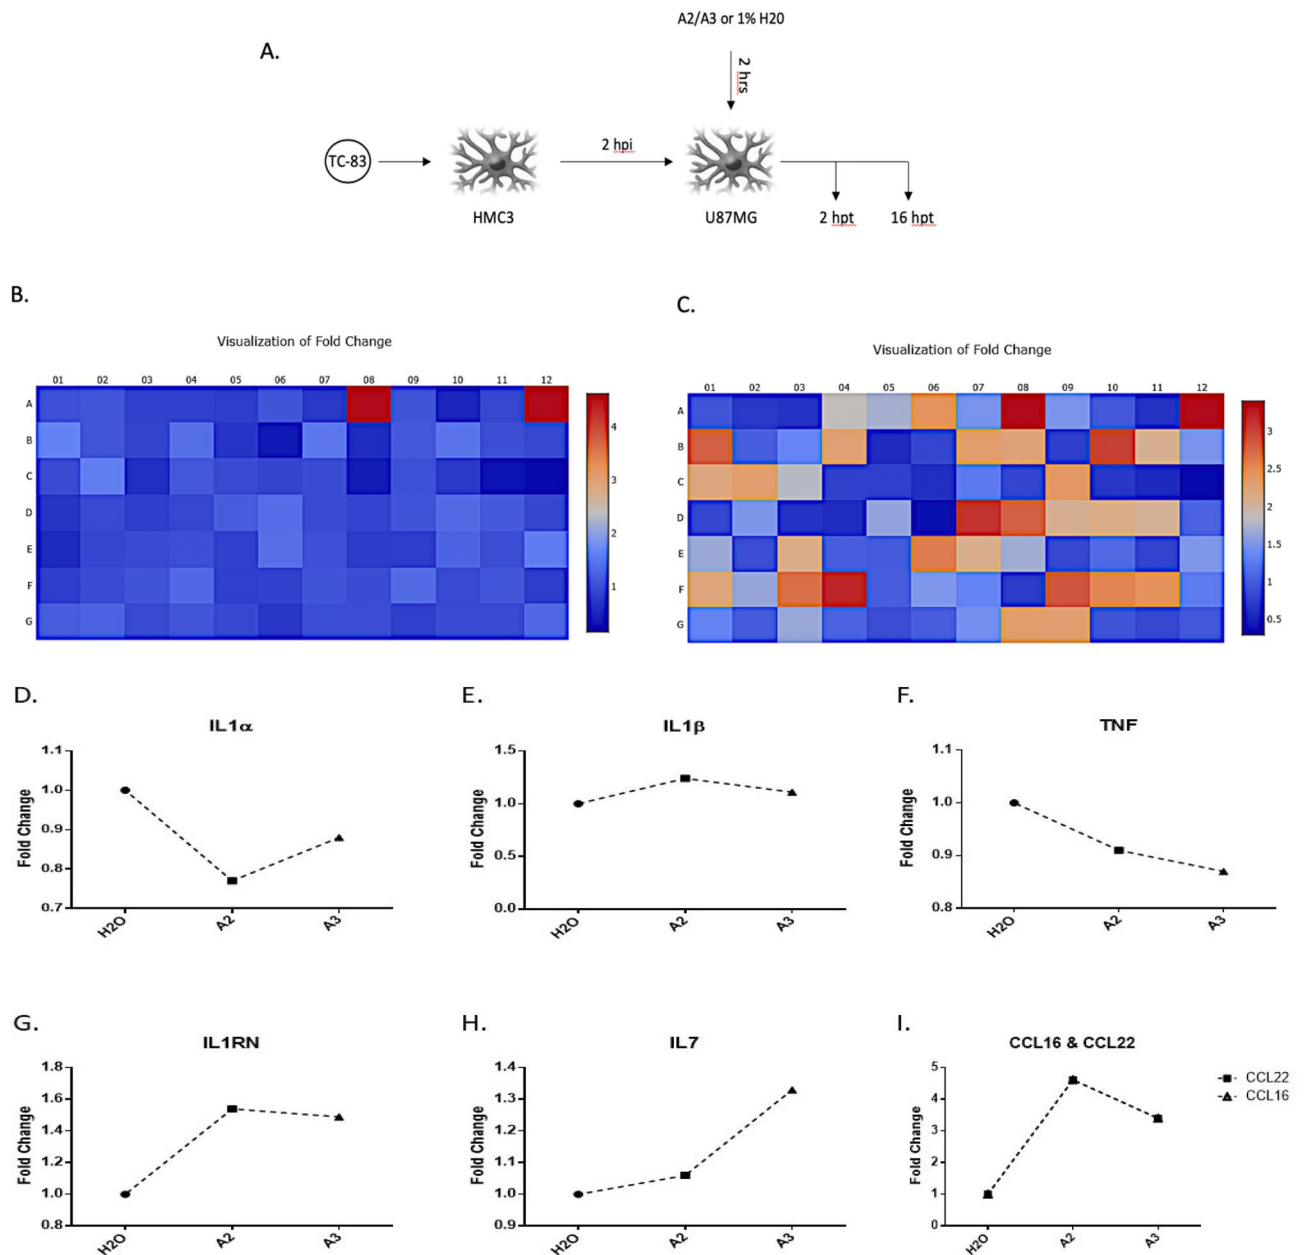 A2/A3 or 1% H20
A.
2 hrs
TC-83
2 hpi
HMC3
U87MG
2 hpt
16 hpt
B.
Visualization of Fold Change
01 02 03 04 05 06 07 08 09 10 11 12
A
B
C
D
E
F
G
4
3
2
1
C.
Visualization of Fold Change
01 02 03 04 05 06 07 08 09 10 11 12
A
B
C
D
E
F
G
3
2.5
2
1.5
1
0.5
D.
IL1α
Fold Change
1.1
1.0
0.9
0.8
0.7
H2O A2 A3
E.
IL1β
Fold Change
1.5
1.0
0.5
0.0
H2O A2 A3
F.
TNF
Fold Change
1.1
1.0
0.9
0.8
H2O A2 A3
G.
IL1RN
Fold Change
1.8
1.6
1.4
1.2
1.0
0.8
H2O A2 A3
H.
IL7
Fold Change
1.4
1.3
1.2
1.1
1.0
0.9
H2O A2 A3
I.
CCL16 & CCL22
Fold Change
5
4
3
2
1
0
H2O A2 A3
CCL22
CCL16